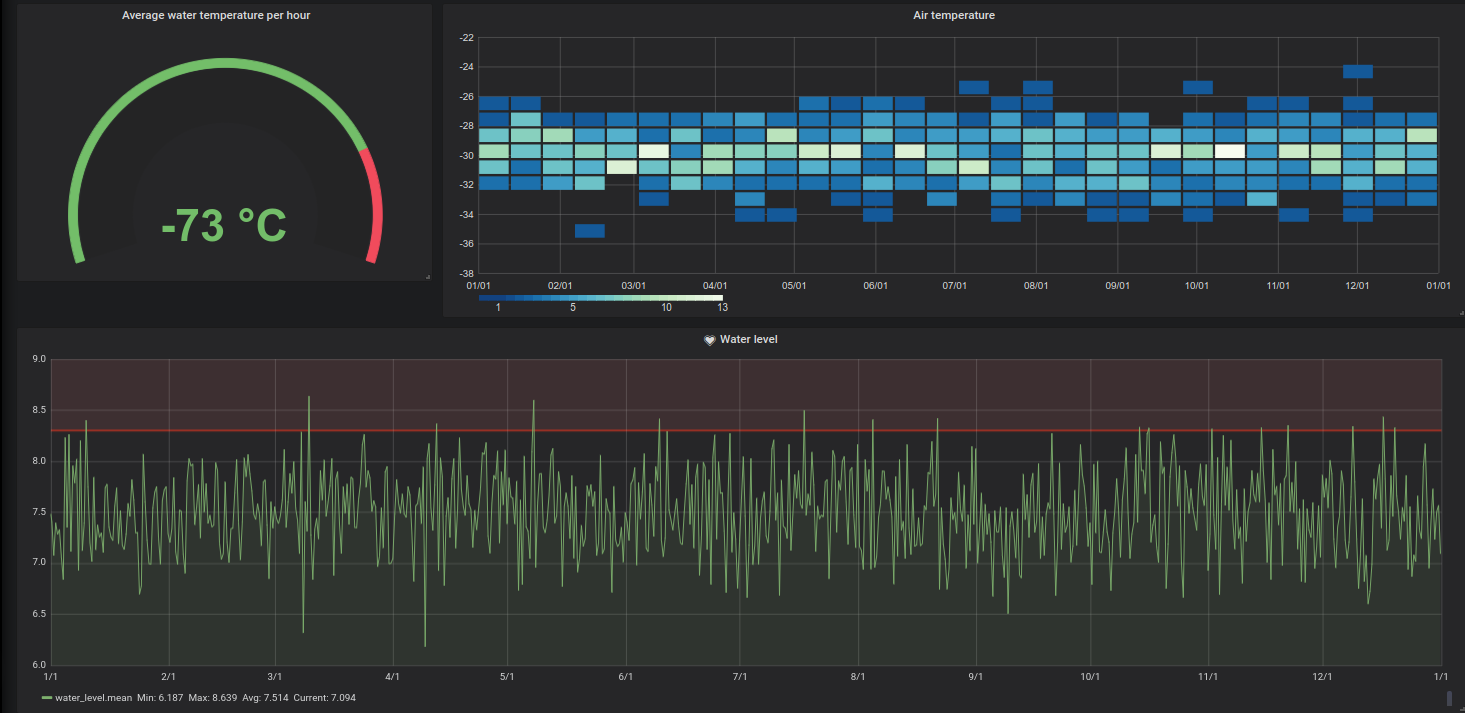 Average water temperature per hour
-73 °C
Air temperature
-22
-24
-26
-28
-30
-32
-34
-36
-38
01/01 02/01 03/01 04/01 05/01 06/01 07/01 08/01 09/01 10/01 11/01 12/01 01/01
1 5 10 13
Water level
9.0
8.5
8.0
7.5
7.0
6.5
6.0
1/1 2/1 3/1 4/1 5/1 6/1 7/1 8/1 9/1 10/1 11/1 12/1 1/1
water_level.mean Min: 6.187 Max: 8.639 Avg: 7.514 Current: 7.094